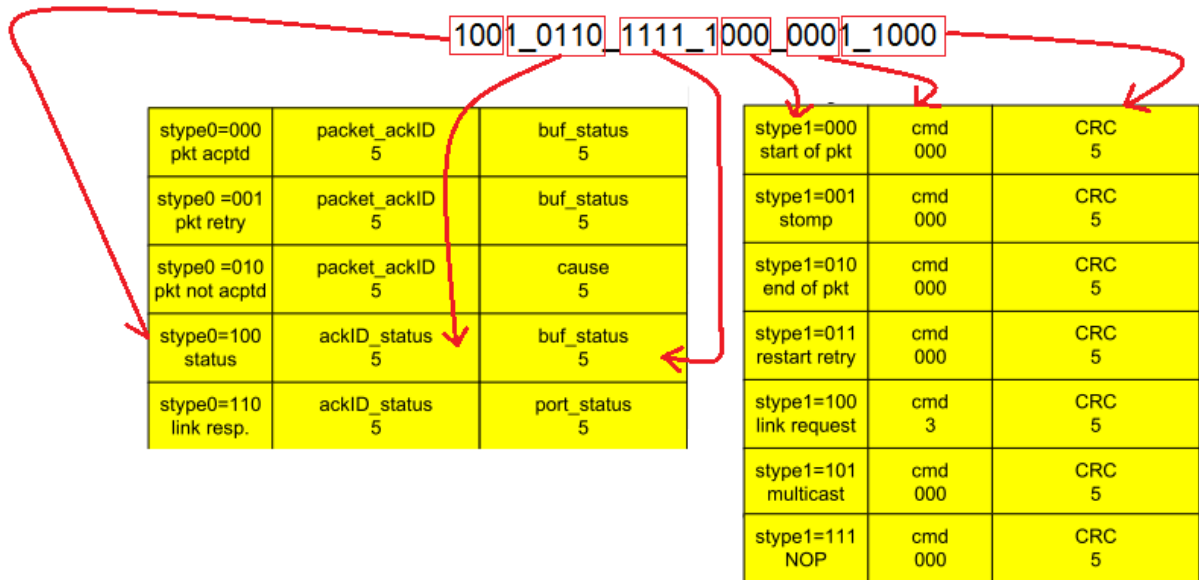 1001_0110_1111_1000_0001_1000
stype0=000 packet_ackID buf_status
pkt acptd 5 5
stype0 =001 packet_ackID buf_status
pkt retry 5 5
stype0 =010 packet_ackID cause
pkt not acptd 5 5
stype0=100 ackID_status buf_status
status 5 5
stype0=110 ackID_status port_status
link resp. 5 5
stype1=000 cmd CRC
start of pkt 000 5
stype1=001 cmd CRC
stomp 000 5
stype1=010 cmd CRC
end of pkt 000 5
stype1=011 cmd CRC
restart retry 000 5
stype1=100 cmd CRC
link request 3 5
stype1=101 cmd CRC
multicast 000 5
stype1=111 cmd CRC
NOP 000 5